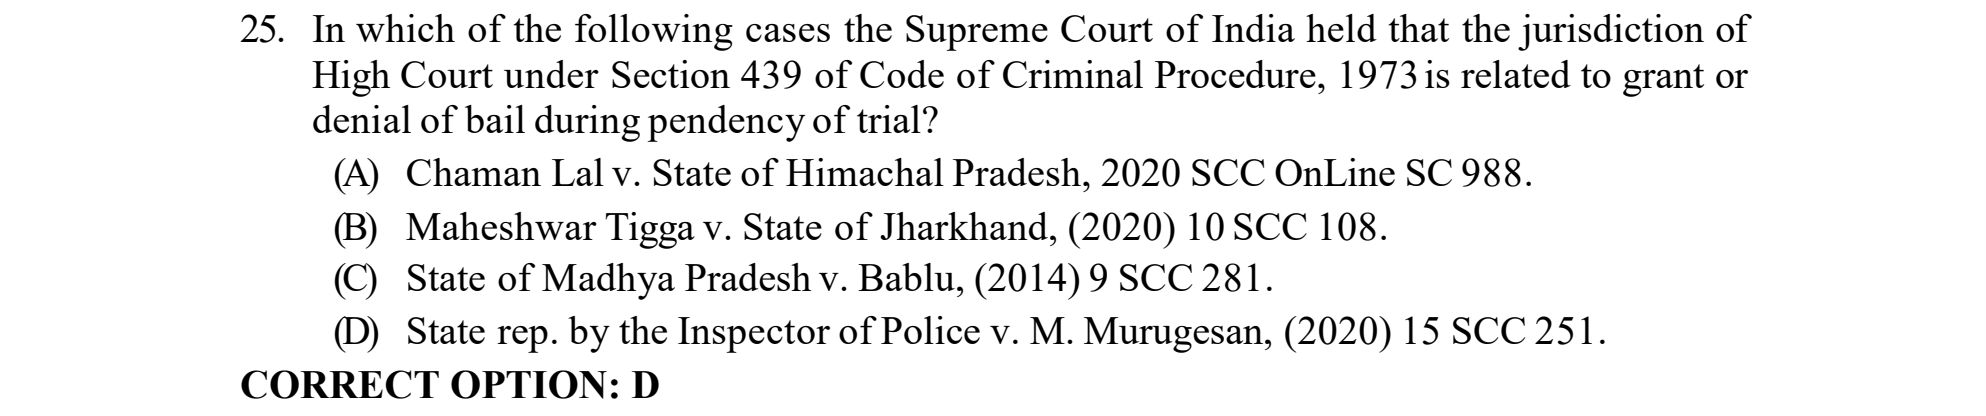 25. In which of the following cases the Supreme Court of India held that the jurisdiction of
High Court under Section 439 of Code of Criminal Procedure, 1973 is related to grant or
denial of bail during pendency of trial?
(A) Chaman Lal v. State of Himachal Pradesh, 2020 SCC OnLine SC 988.
(B) Maheshwar Tigga v. State of Jharkhand, (2020) 10 SCC 108.
(C) State of Madhya Pradesh v. Bablu, (2014) 9 SCC 281.
(D) State rep. by the Inspector of Police v. M. Murugesan, (2020) 15 SCC 251.
CORRECT OPTION: D